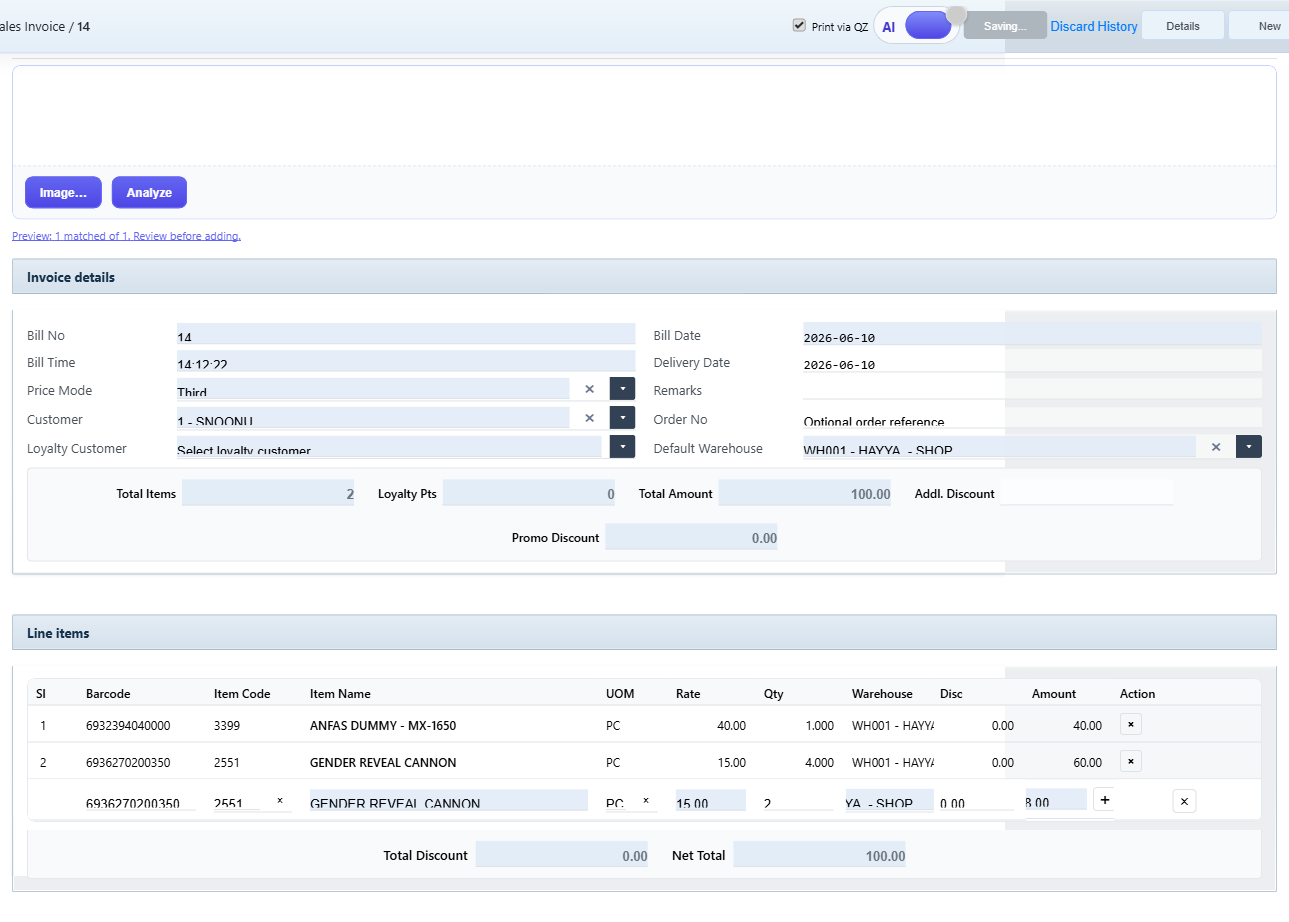 ales Invoice / 14
Print via QZ
AI
Saving...
Discard History
Details
New
Image...
Analyze
Preview: 1 matched of 1. Review before adding.
Invoice details
Bill No 14 Bill Date 2026-06-10
Bill Time 14:12:22 Delivery Date 2026-06-10
Price Mode Third × Remarks
Customer 1 - SNOONU × Order No Optional order reference
Loyalty Customer Select loyalty customer Default Warehouse WH001 - HAYYA - SHOP ×
Total Items 2 Loyalty Pts 0 Total Amount 100.00 Addl. Discount
Promo Discount 0.00
Line items
Sl Barcode Item Code Item Name UOM Rate Qty Warehouse Disc Amount Action
1 6932394040000 3399 ANFAS DUMMY - MX-1650 PC 40.00 1.000 WH001 - HAYYA 0.00 40.00 ×
2 6936270200350 2551 GENDER REVEAL CANNON PC 15.00 4.000 WH001 - HAYYA 0.00 60.00 ×
6936270200350 2551 × GENDER REVEAL CANNON PC × 15.00 2 YA - SHOP 0.00 8.00 + ×
Total Discount 0.00 Net Total 100.00